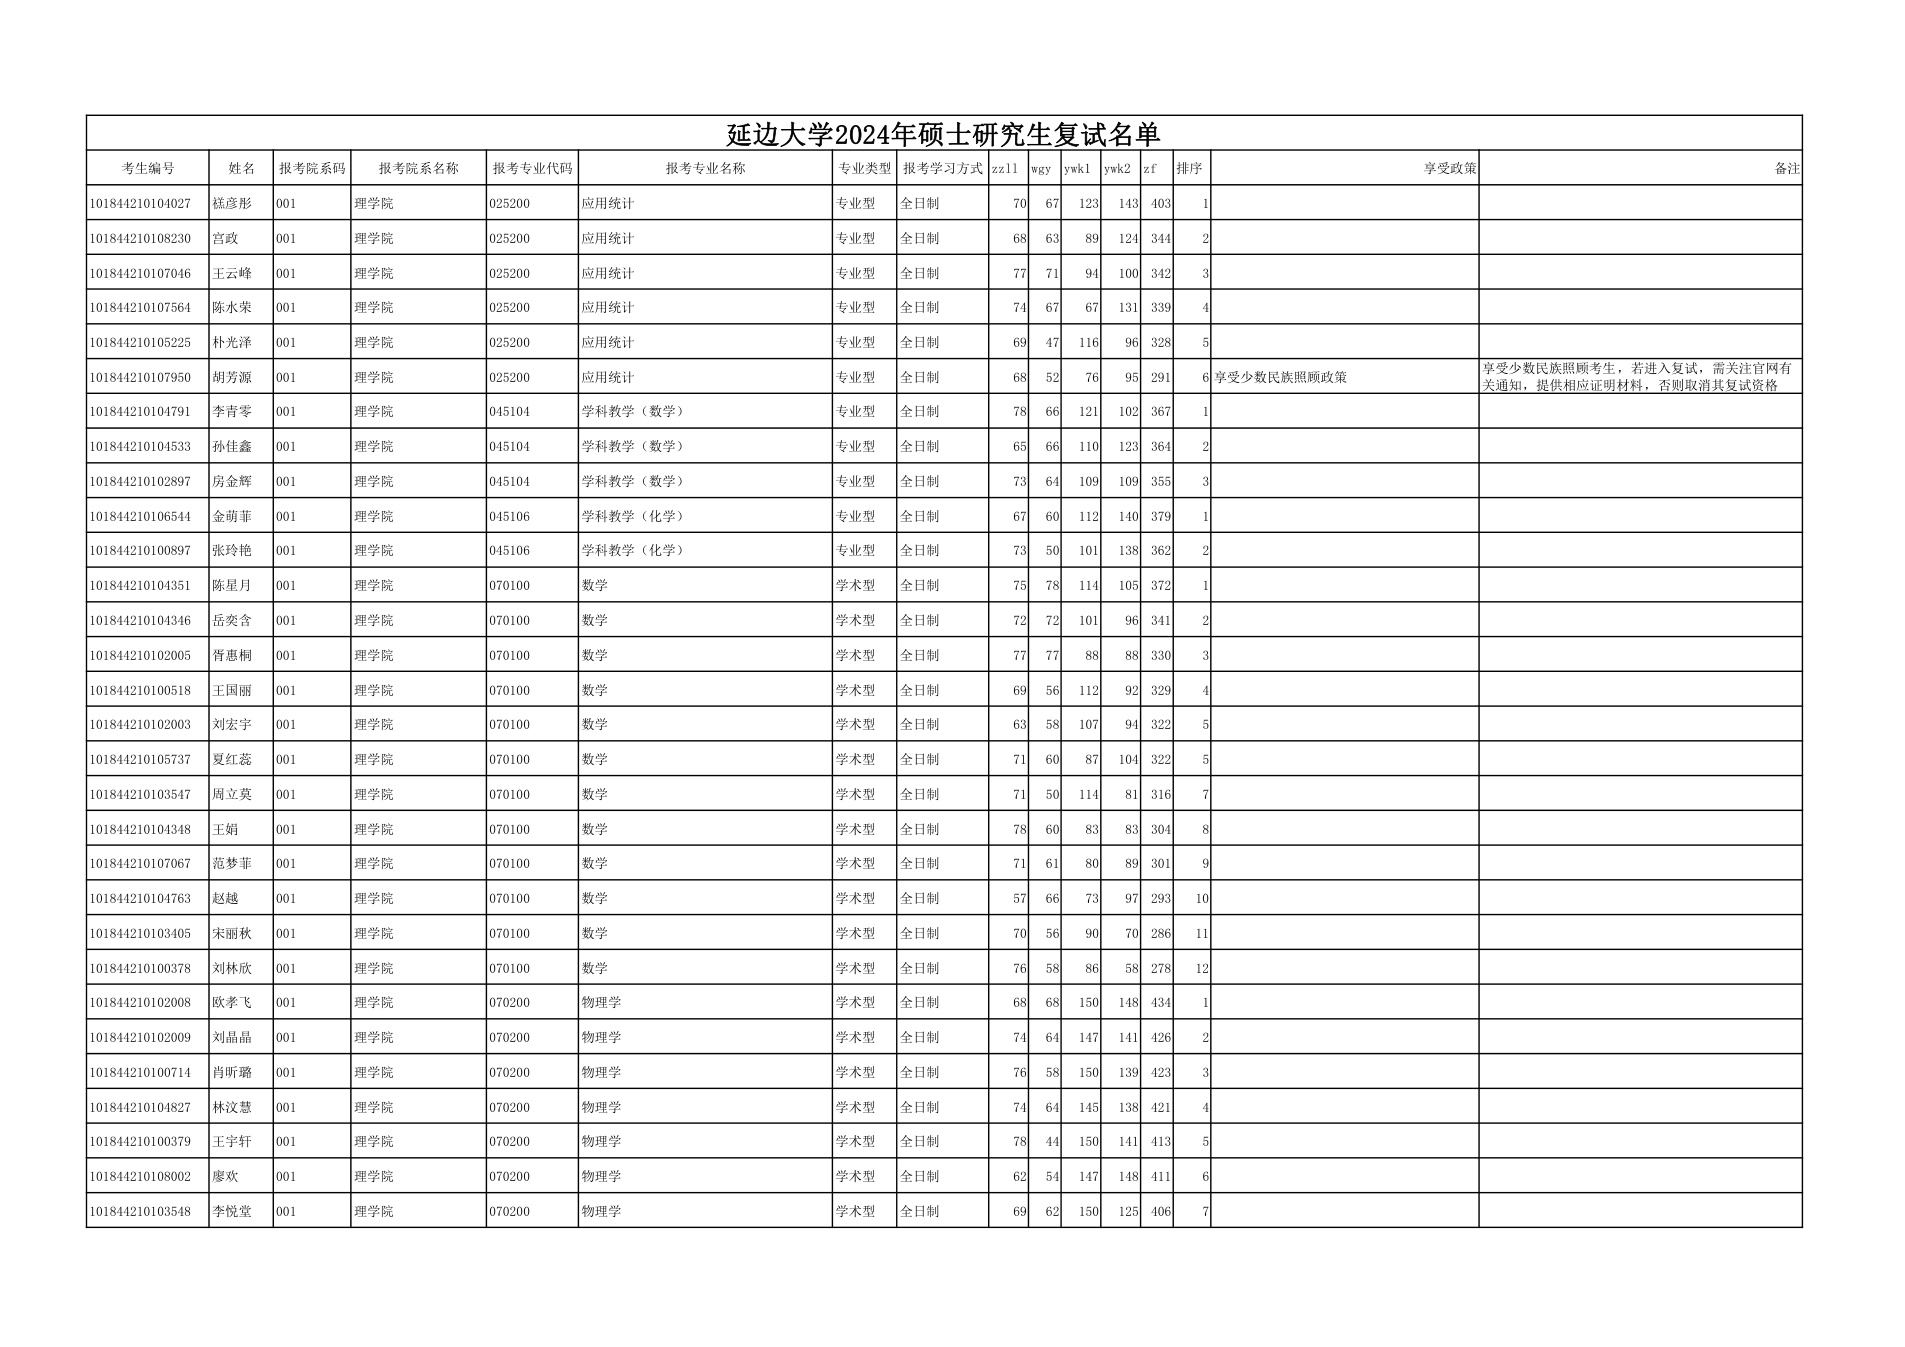 延边大学2024年硕士研究生复试名单
考生编号 姓名 报考院系码 报考院系名称 报考专业代码 报考专业名称 专业类型 报考学习方式 zzll wgy ywk1 ywk2 zf 排序 享受政策 备注
101844210104027 禚彦彤 001 理学院 025200 应用统计 专业型 全日制 70 67 123 143 403 1
101844210108230 宫政 001 理学院 025200 应用统计 专业型 全日制 68 63 89 124 344 2
101844210107046 王云峰 001 理学院 025200 应用统计 专业型 全日制 77 71 94 100 342 3
101844210107564 陈水荣 001 理学院 025200 应用统计 专业型 全日制 74 67 67 131 339 4
101844210105225 朴光泽 001 理学院 025200 应用统计 专业型 全日制 69 47 116 96 328 5
101844210107950 胡芳源 001 理学院 025200 应用统计 专业型 全日制 68 52 76 95 291 6 享受少数民族照顾政策 享受少数民族照顾考生，若进入复试，需关注官网有
关通知，提供相应证明材料，否则取消其复试资格
101844210104791 李青零 001 理学院 045104 学科教学（数学） 专业型 全日制 78 66 121 102 367 1
101844210104533 孙佳鑫 001 理学院 045104 学科教学（数学） 专业型 全日制 65 66 110 123 364 2
101844210102897 房金辉 001 理学院 045104 学科教学（数学） 专业型 全日制 73 64 109 109 355 3
101844210106544 金萌菲 001 理学院 045106 学科教学（化学） 专业型 全日制 67 60 112 140 379 1
101844210100897 张玲艳 001 理学院 045106 学科教学（化学） 专业型 全日制 73 50 101 138 362 2
101844210104351 陈星月 001 理学院 070100 数学 学术型 全日制 75 78 114 105 372 1
101844210104346 岳奕含 001 理学院 070100 数学 学术型 全日制 72 72 101 96 341 2
101844210102005 胥惠桐 001 理学院 070100 数学 学术型 全日制 77 77 88 88 330 3
101844210100518 王国丽 001 理学院 070100 数学 学术型 全日制 69 56 112 92 329 4
101844210102003 刘宏宇 001 理学院 070100 数学 学术型 全日制 63 58 107 94 322 5
101844210105737 夏红蕊 001 理学院 070100 数学 学术型 全日制 71 60 87 104 322 5
101844210103547 周立莫 001 理学院 070100 数学 学术型 全日制 71 50 114 81 316 7
101844210104348 王娟 001 理学院 070100 数学 学术型 全日制 78 60 83 83 304 8
101844210107067 范梦菲 001 理学院 070100 数学 学术型 全日制 71 61 80 89 301 9
101844210104763 赵越 001 理学院 070100 数学 学术型 全日制 57 66 73 97 293 10
101844210103405 宋丽秋 001 理学院 070100 数学 学术型 全日制 70 56 90 70 286 11
101844210100378 刘林欣 001 理学院 070100 数学 学术型 全日制 76 58 86 58 278 12
101844210102008 欧孝飞 001 理学院 070200 物理学 学术型 全日制 68 68 150 148 434 1
101844210102009 刘晶晶 001 理学院 070200 物理学 学术型 全日制 74 64 147 141 426 2
101844210100714 肖昕璐 001 理学院 070200 物理学 学术型 全日制 76 58 150 139 423 3
101844210104827 林汶慧 001 理学院 070200 物理学 学术型 全日制 74 64 145 138 421 4
101844210100379 王宇轩 001 理学院 070200 物理学 学术型 全日制 78 44 150 141 413 5
101844210108002 廖欢 001 理学院 070200 物理学 学术型 全日制 62 54 147 148 411 6
101844210103548 李悦堂 001 理学院 070200 物理学 学术型 全日制 69 62 150 125 406 7